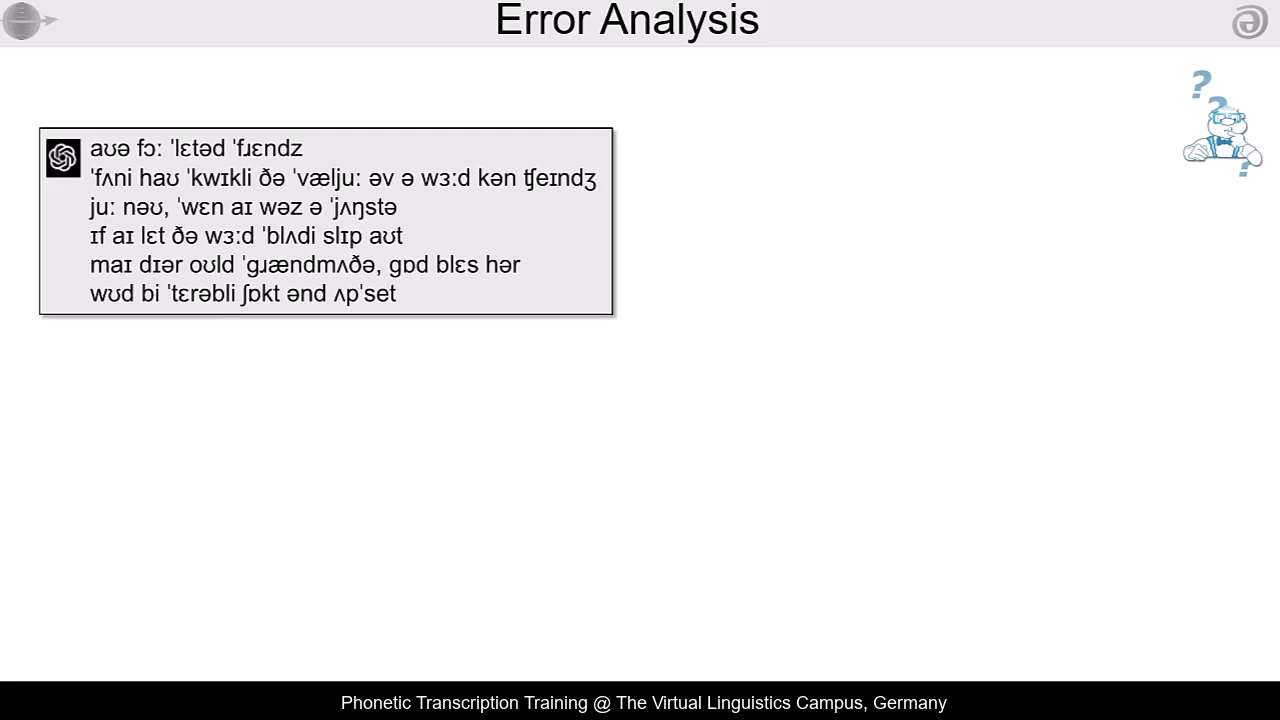 Error Analysis
aʊə fɔː ˈlɛtəd ˈfɹɛndz
ˈfʌni haʊ ˈkwɪkli ðə ˈvæljuː əv ə wɜːd kən ʧeɪndʒ
juː nəʊ, ˈwɛn aɪ wəz ə ˈjʌŋstə
ɪf aɪ lɛt ðə wɜːd ˈblʌdi slɪp aʊt
maɪ dɪər oʊld ˈɡɹændmʌðə, ɡɒd blɛs hər
wʊd bi ˈtɛrəbli ʃɒkt ənd ʌpˈset
Phonetic Transcription Training @ The Virtual Linguistics Campus, Germany